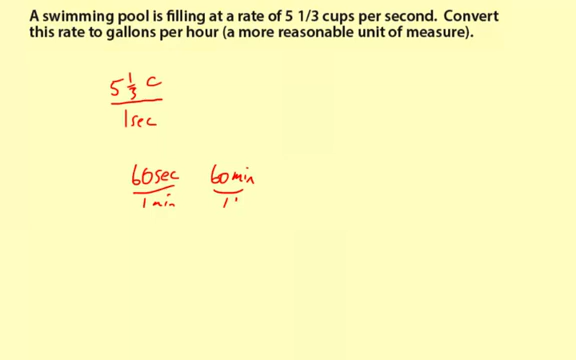 A swimming pool is filling at a rate of 5 1/3 cups per second. Convert
this rate to gallons per hour (a more reasonable unit of measure).
5 1/3 c
1 sec
60 sec 60 min
1 min 1